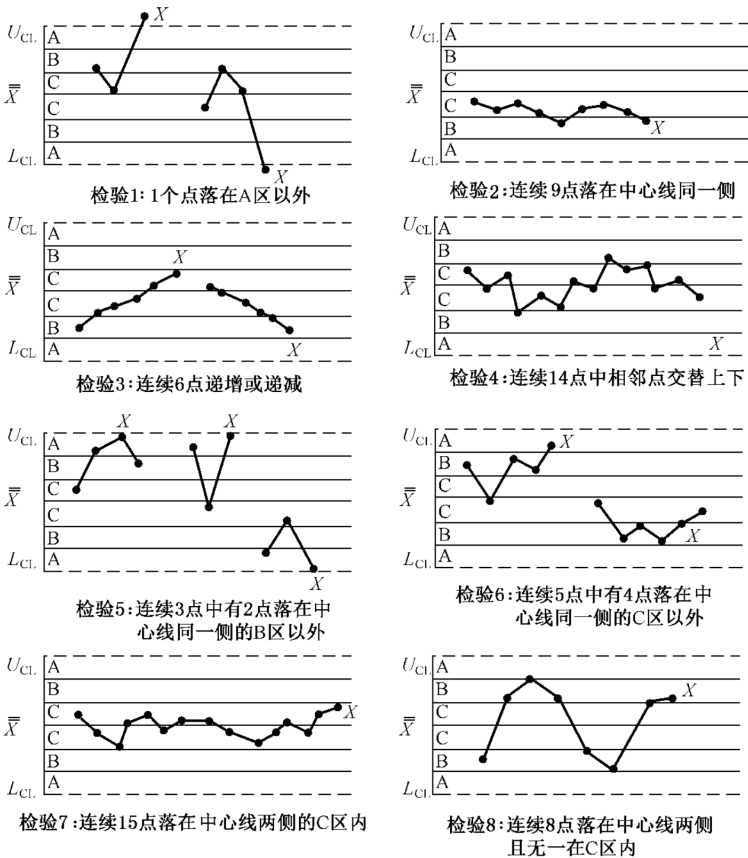 U_CL A
B
C
X̿
C
B
L_CL A
X
X
检验1:1个点落在A区以外
U_CL A
B
C
X̿
C
B
L_CL A
X
检验2:连续9点落在中心线同一侧
U_CL A
B
C
X̿
C
B
L_CL A
X
X
检验3:连续6点递增或递减
U_CL A
B
C
X̿
C
B
L_CL A
X
检验4:连续14点中相邻点交替上下
U_CL A
B
C
X̿
C
B
L_CL A
X
X
X
检验5:连续3点中有2点落在中
心线同一侧的B区以外
U_CL A
B
C
X̿
C
B
L_CL A
X
X
检验6:连续5点中有4点落在中
心线同一侧的C区以外
U_CL A
B
C
X̿
C
B
L_CL A
X
检验7:连续15点落在中心线两侧的C区内
U_CL A
B
C
X̿
C
B
L_CL A
X
检验8:连续8点落在中心线两侧
且无一在C区内